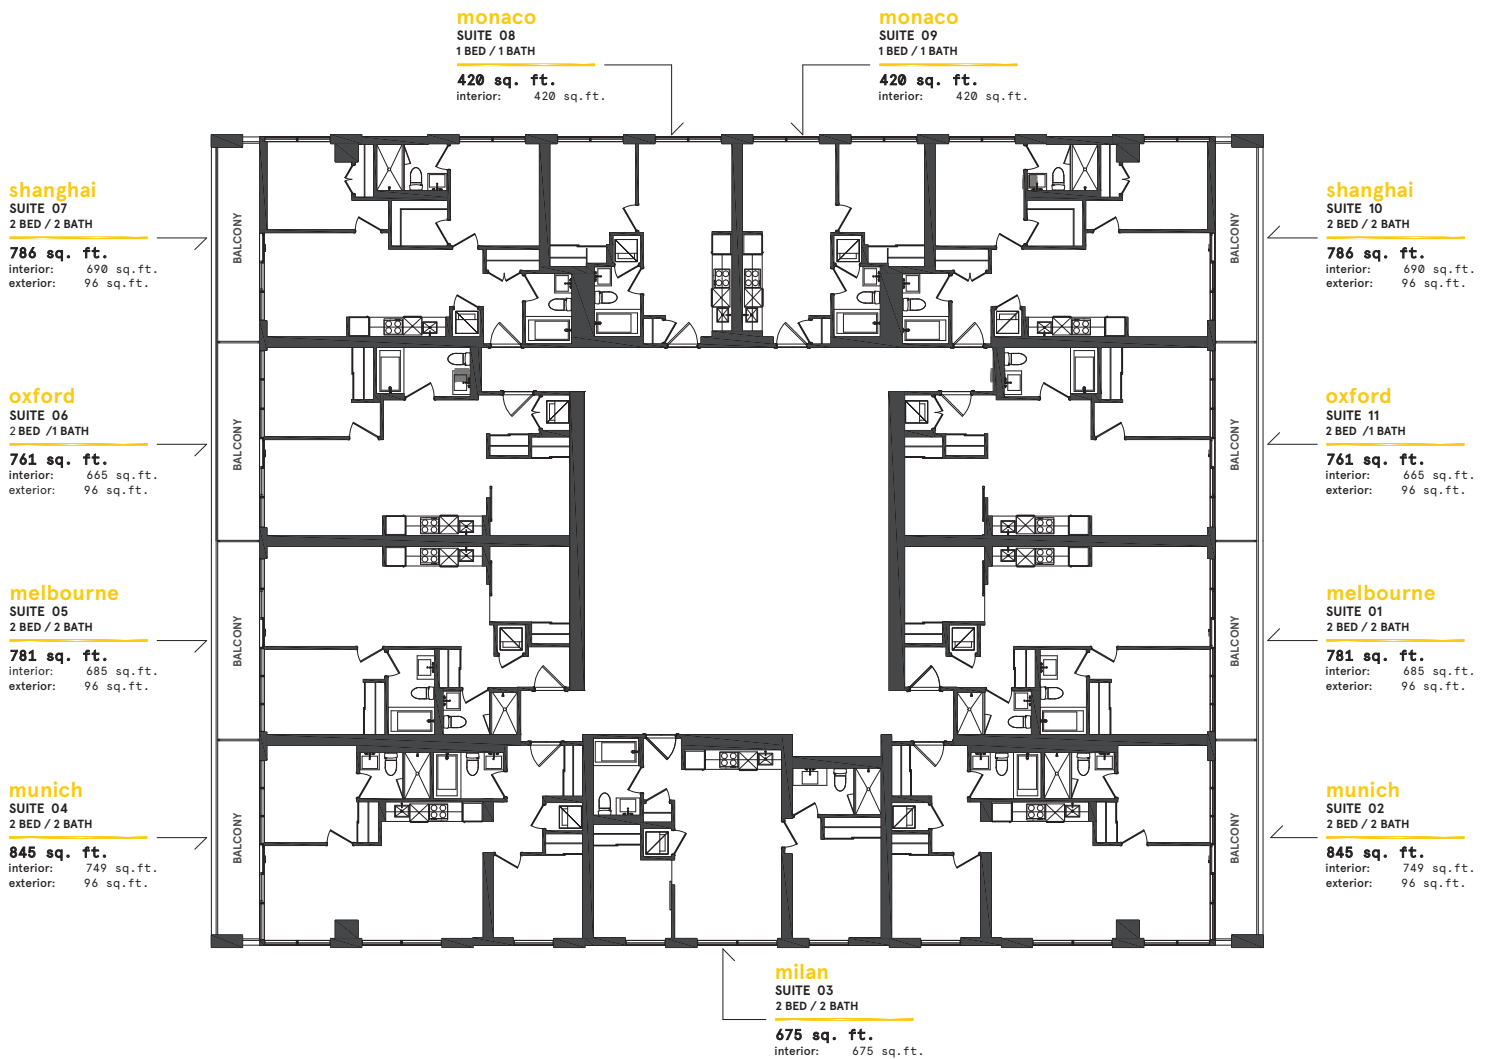 monaco
SUITE 08
1 BED / 1 BATH
420 sq. ft.
interior: 420 sq.ft.
monaco
SUITE 09
1 BED / 1 BATH
420 sq. ft.
interior: 420 sq.ft.
shanghai
SUITE 07
2 BED / 2 BATH
786 sq. ft.
interior: 690 sq.ft.
exterior: 96 sq.ft.
BALCONY
BALCONY
shanghai
SUITE 10
2 BED / 2 BATH
786 sq. ft.
interior: 690 sq.ft.
exterior: 96 sq.ft.
oxford
SUITE 06
2 BED /1 BATH
761 sq. ft.
interior: 665 sq.ft.
exterior: 96 sq.ft.
BALCONY
BALCONY
oxford
SUITE 11
2 BED /1 BATH
761 sq. ft.
interior: 665 sq.ft.
exterior: 96 sq.ft.
melbourne
SUITE 05
2 BED / 2 BATH
781 sq. ft.
interior: 685 sq.ft.
exterior: 96 sq.ft.
BALCONY
BALCONY
melbourne
SUITE 01
2 BED / 2 BATH
781 sq. ft.
interior: 685 sq.ft.
exterior: 96 sq.ft.
munich
SUITE 04
2 BED / 2 BATH
845 sq. ft.
interior: 749 sq.ft.
exterior: 96 sq.ft.
BALCONY
BALCONY
munich
SUITE 02
2 BED / 2 BATH
845 sq. ft.
interior: 749 sq.ft.
exterior: 96 sq.ft.
milan
SUITE 03
2 BED / 2 BATH
675 sq. ft.
interior: 675 sq.ft.